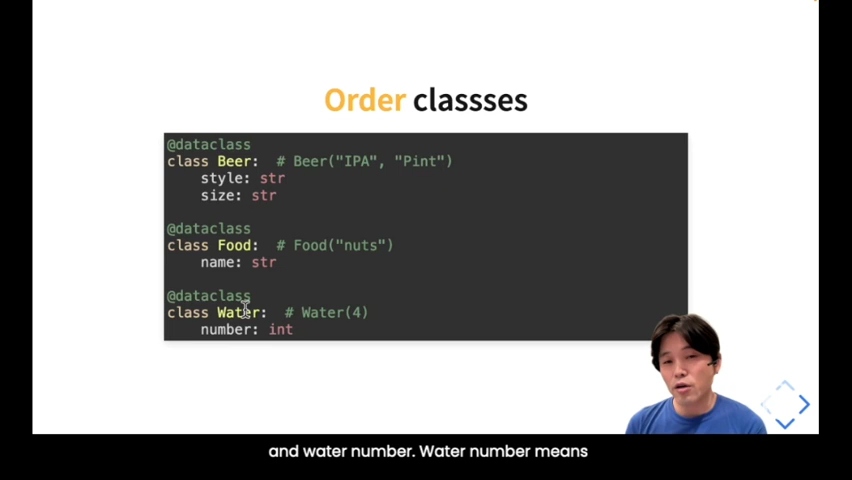 Order classses
@dataclass
class Beer:  # Beer("IPA", "Pint")
    style: str
    size: str
@dataclass
class Food:  # Food("nuts")
    name: str
@dataclass
class Water:  # Water(4)
    number: int
and water number. Water number means